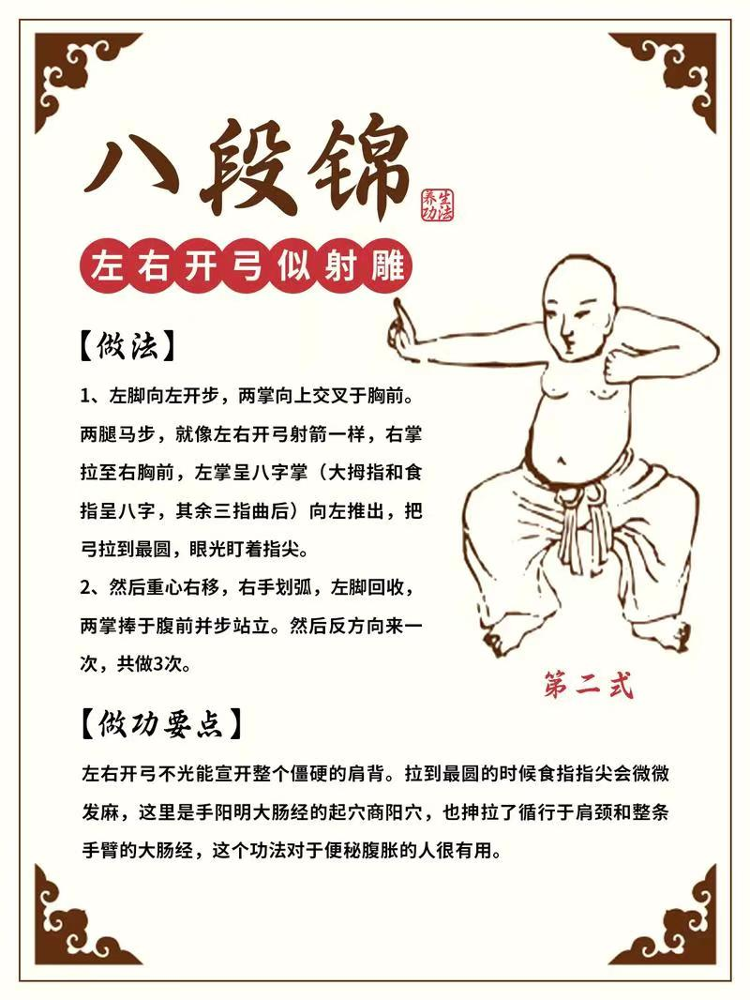 八段锦
养生
功法
左右开弓似射雕
【做法】
1、左脚向左开步，两掌向上交叉于胸前。
两腿马步，就像左右开弓射箭一样，右掌
拉至右胸前，左掌呈八字掌（大拇指和食
指呈八字，其余三指曲后）向左推出，把
弓拉到最圆，眼光盯着指尖。
2、然后重心右移，右手划弧，左脚回收，
两掌捧于腹前并步站立。然后反方向来一
次，共做3次。
第二式
【做功要点】
左右开弓不光能宣开整个僵硬的肩背。拉到最圆的时候食指指尖会微微
发麻，这里是手阳明大肠经的起穴商阳穴，也抻拉了循行于肩颈和整条
手臂的大肠经，这个功法对于便秘腹胀的人很有用。